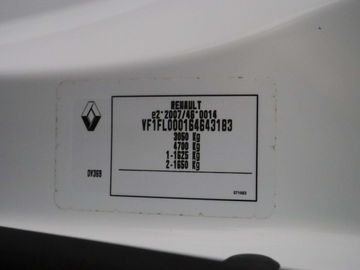 RENAULT
e2*2007/46*0014
VF1FL000164643183
3060 Kg
4700 Kg
1-1625 Kg
2-1650 Kg
DV369